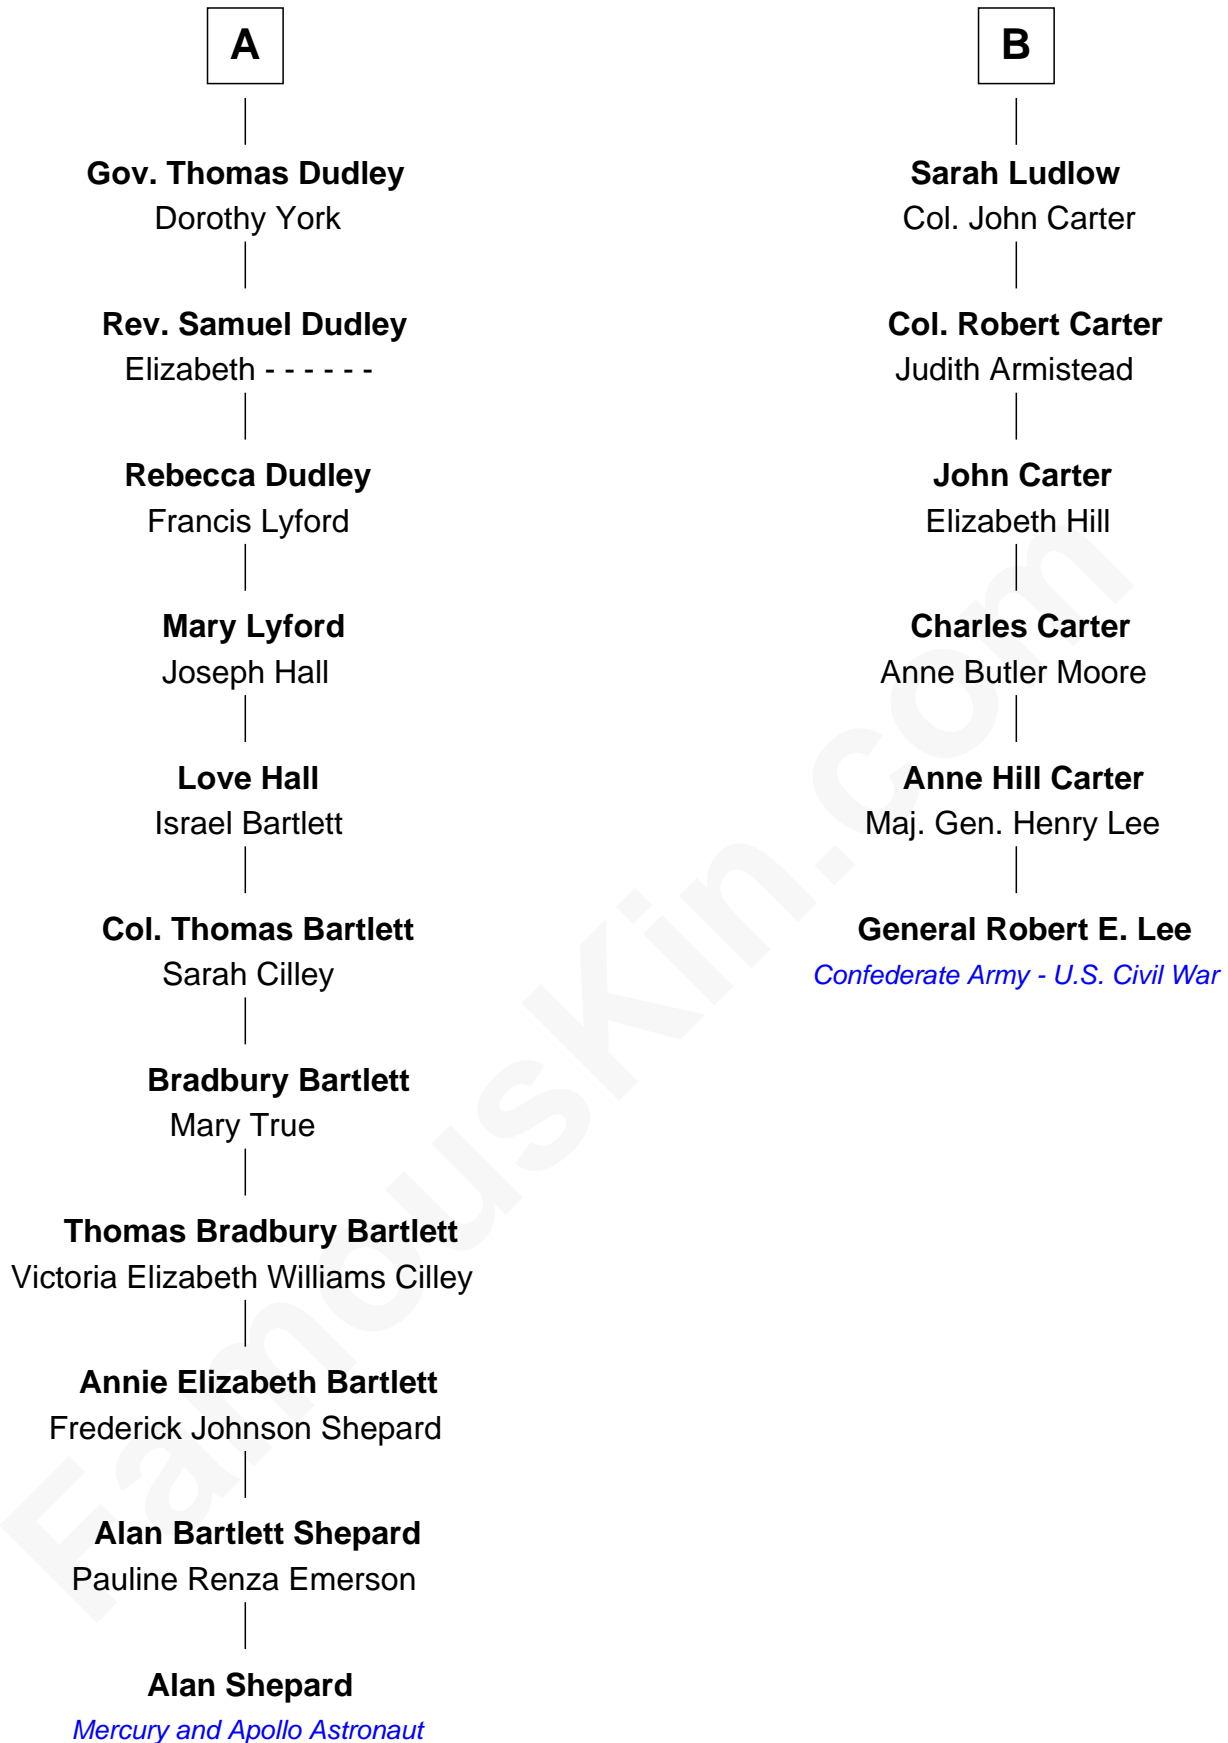 A
Gov. Thomas Dudley
Dorothy York
Rev. Samuel Dudley
Elizabeth - - - - - -
Rebecca Dudley
Francis Lyford
Mary Lyford
Joseph Hall
Love Hall
Israel Bartlett
Col. Thomas Bartlett
Sarah Cilley
Bradbury Bartlett
Mary True
Thomas Bradbury Bartlett
Victoria Elizabeth Williams Cilley
Annie Elizabeth Bartlett
Frederick Johnson Shepard
Alan Bartlett Shepard
Pauline Renza Emerson
Alan Shepard
Mercury and Apollo Astronaut
B
Sarah Ludlow
Col. John Carter
Col. Robert Carter
Judith Armistead
John Carter
Elizabeth Hill
Charles Carter
Anne Butler Moore
Anne Hill Carter
Maj. Gen. Henry Lee
General Robert E. Lee
Confederate Army - U.S. Civil War
FamousKin.com